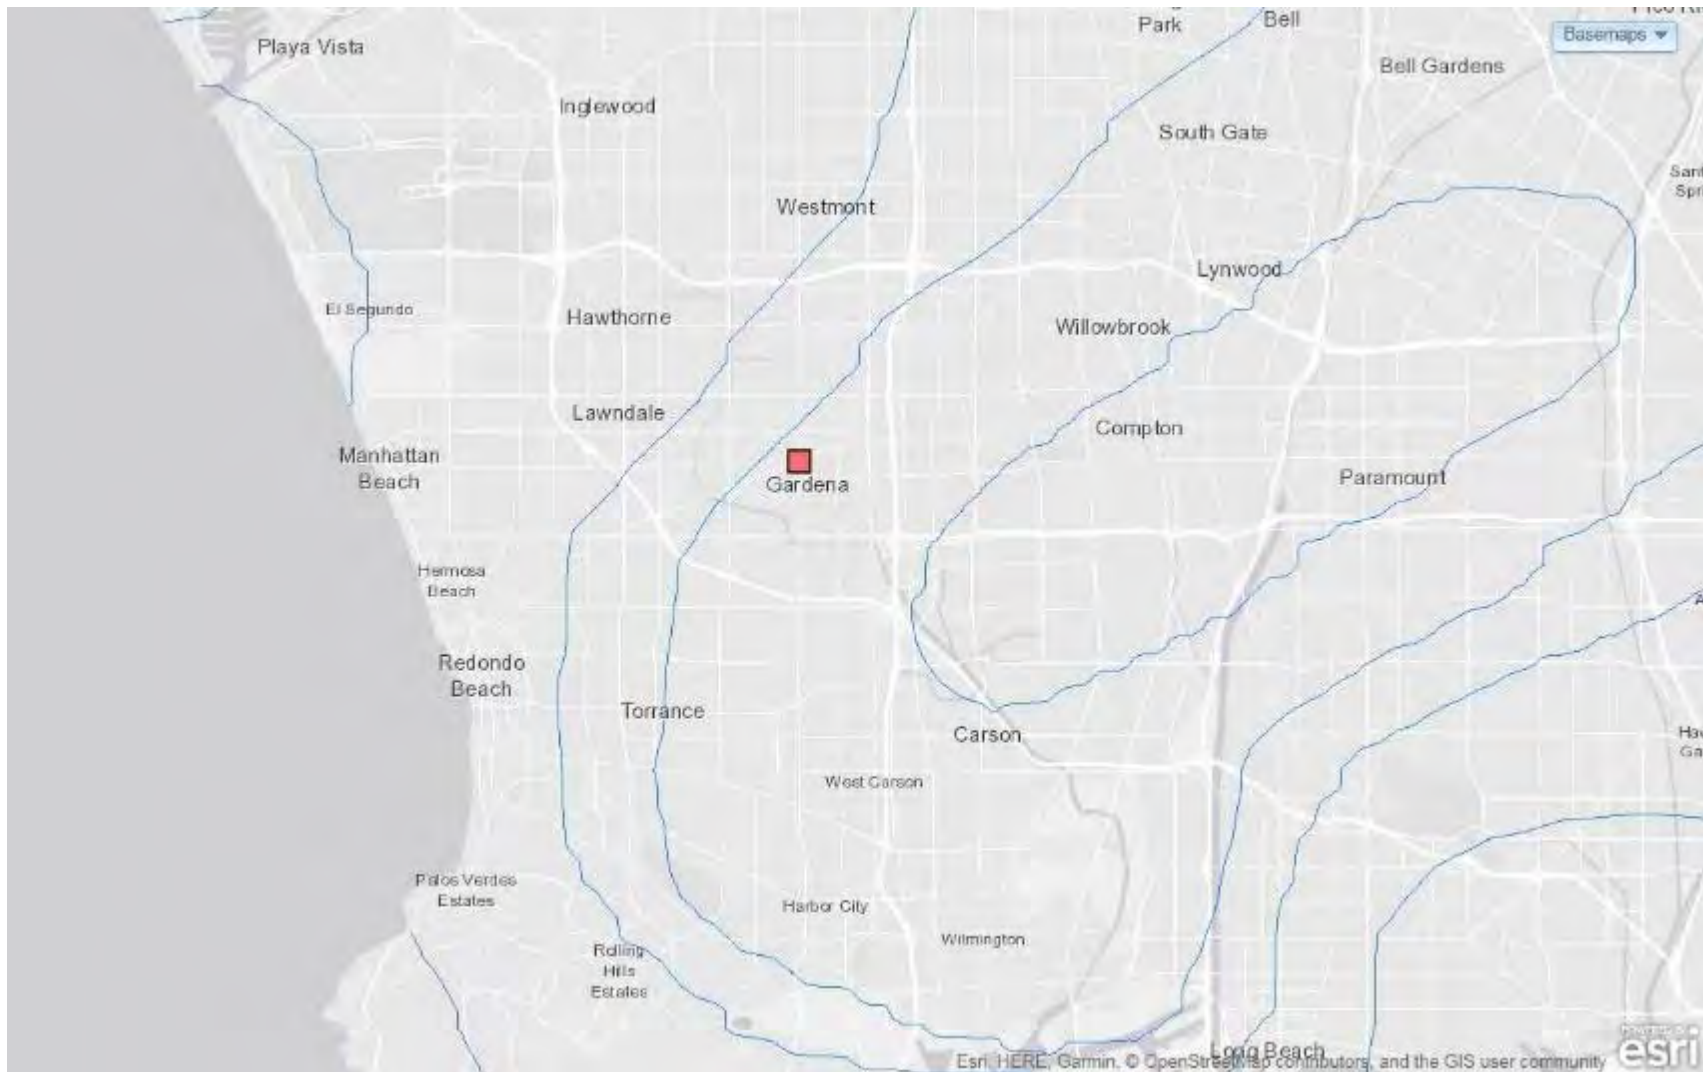 Park
Bell
Basemaps
Playa Vista
Bell Gardens
Inglewood
South Gate
Westmont
Lynwood
El Segundo
Hawthorne
Willowbrook
Lawndale
Compton
Manhattan
Beach
Paramount
Gardena
Hermosa
Beach
Redondo
Beach
Torrance
Carson
West Carson
Palos Verdes
Estates
Harbor City
Wilmington
Rolling
Hills
Estates
Long Beach
Esri, HERE, Garmin, © OpenStreetMap contributors, and the GIS user community
esri